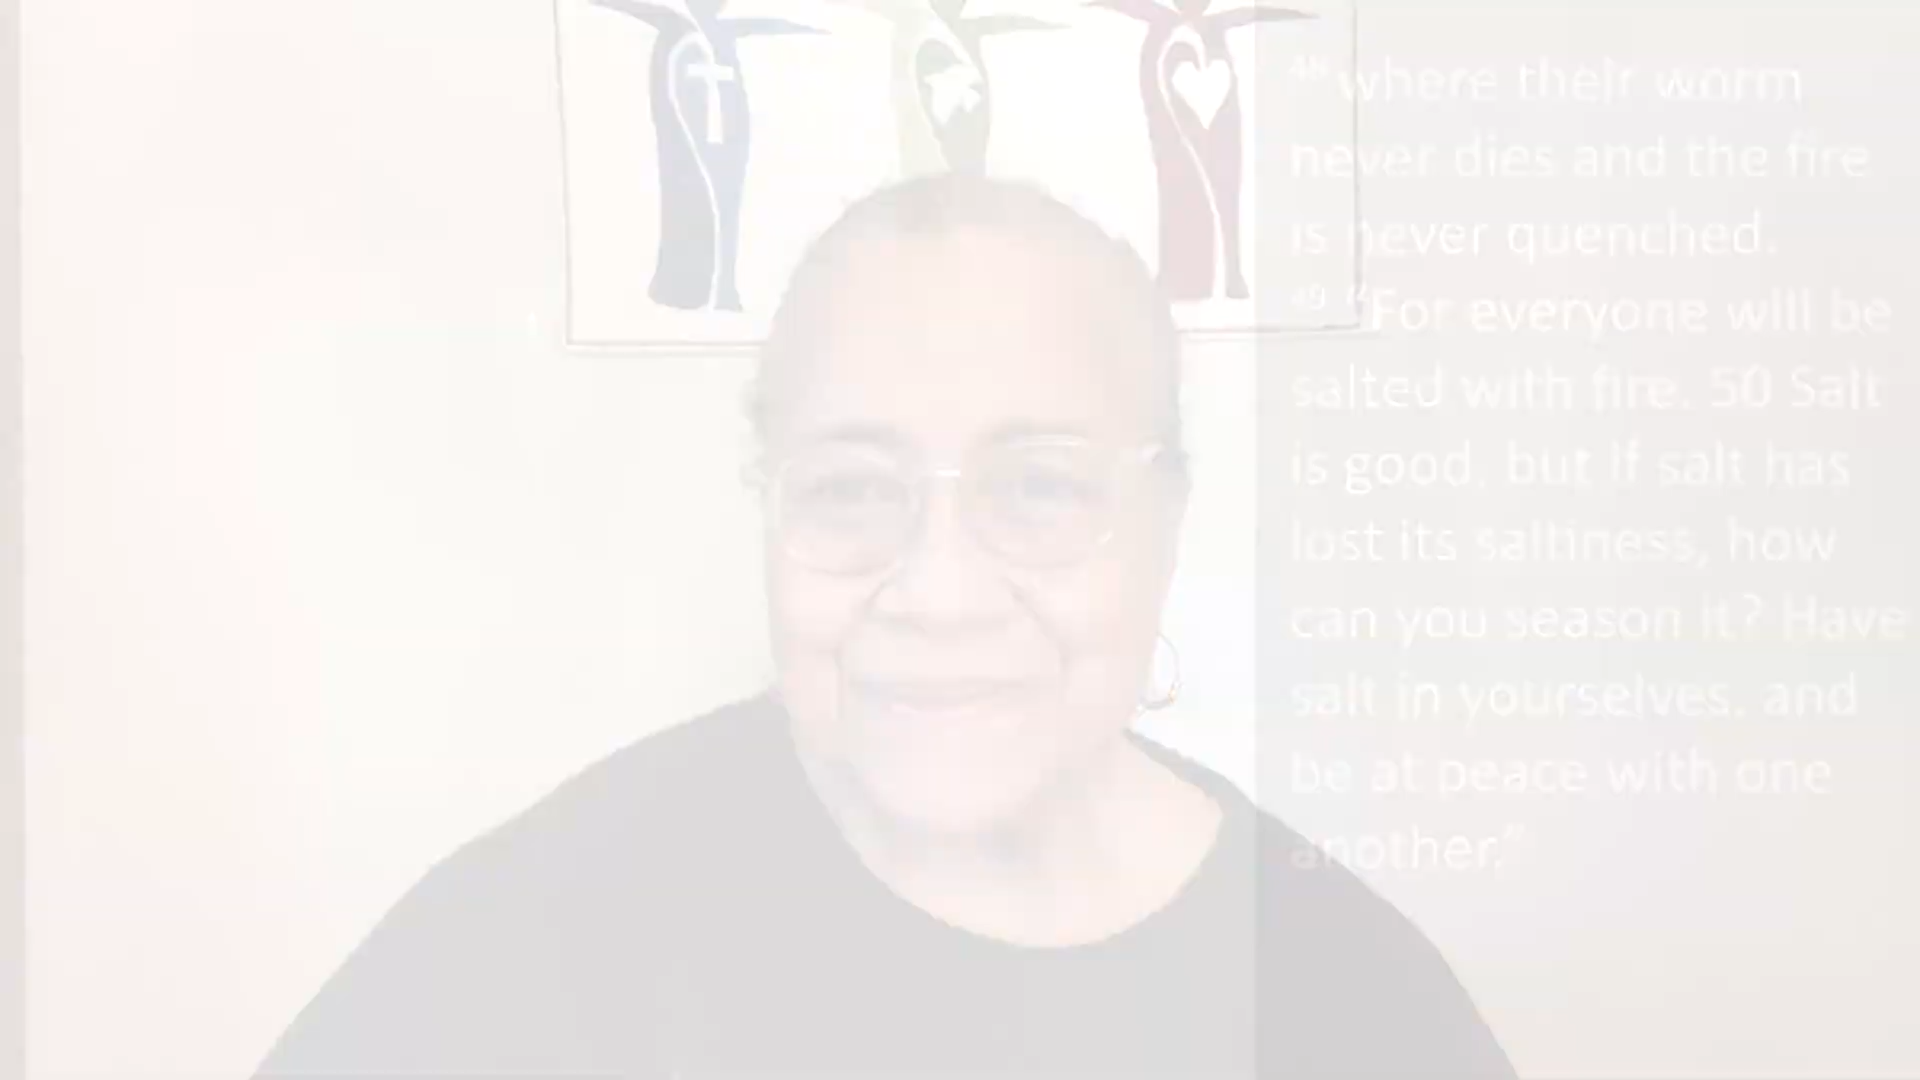 48 "where their worm
never dies and the fire
is never quenched.
49 "For everyone will be
salted with fire. 50 Salt
is good, but if salt has
lost its saltiness, how
can you season it? Have
salt in yourselves, and
be at peace with one
another."